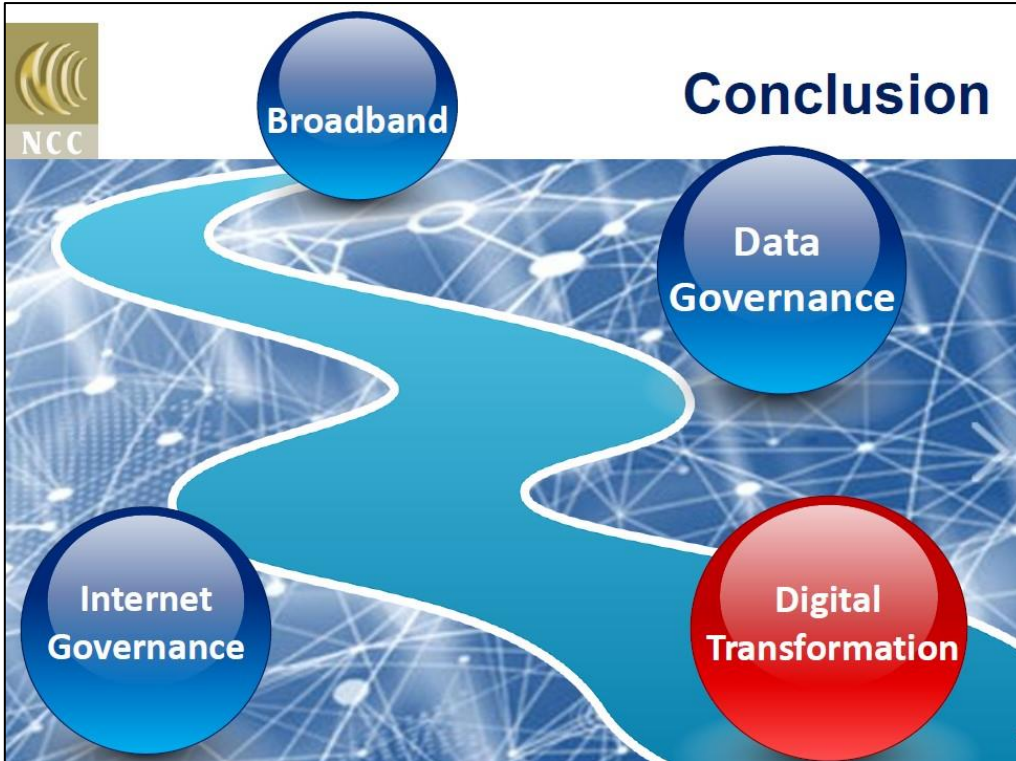 NCC
Conclusion
Broadband
Data
Governance
Internet
Governance
Digital
Transformation